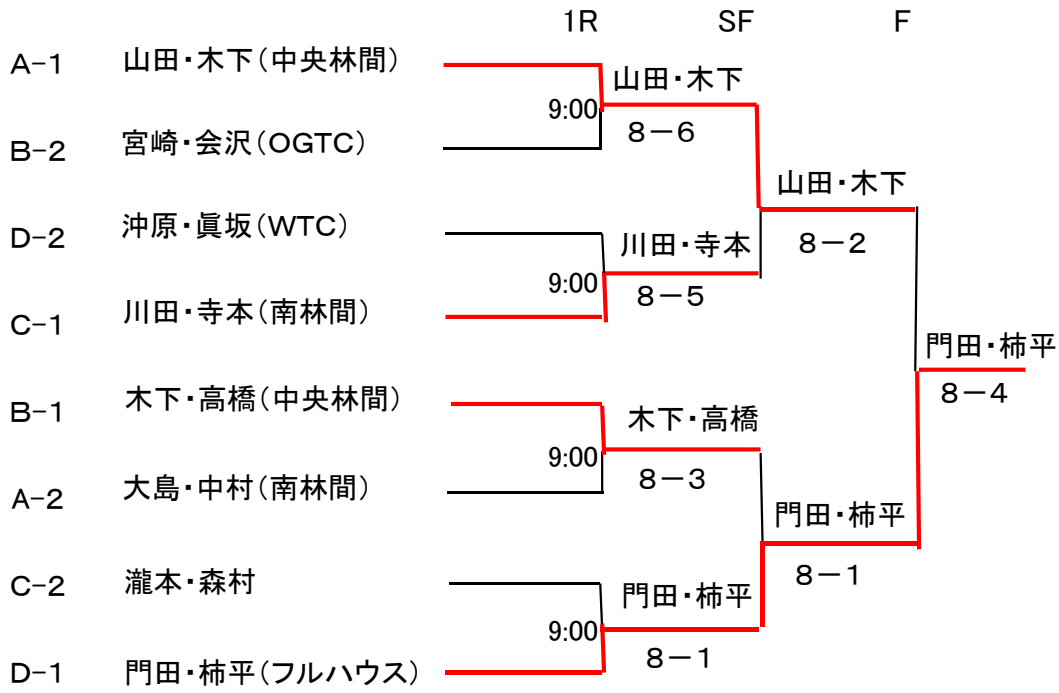 1R SF F
A-1 山田・木下(中央林間)
山田・木下
9:00
8-6
B-2 宮崎・会沢(OGTC)
山田・木下
D-2 沖原・眞坂(WTC)
川田・寺本
8-2
9:00
8-5
C-1 川田・寺本(南林間)
門田・柿平
8-4
B-1 木下・高橋(中央林間)
木下・高橋
9:00
8-3
A-2 大島・中村(南林間)
門田・柿平
8-1
C-2 瀧本・森村
門田・柿平
9:00
8-1
D-1 門田・柿平(フルハウス)